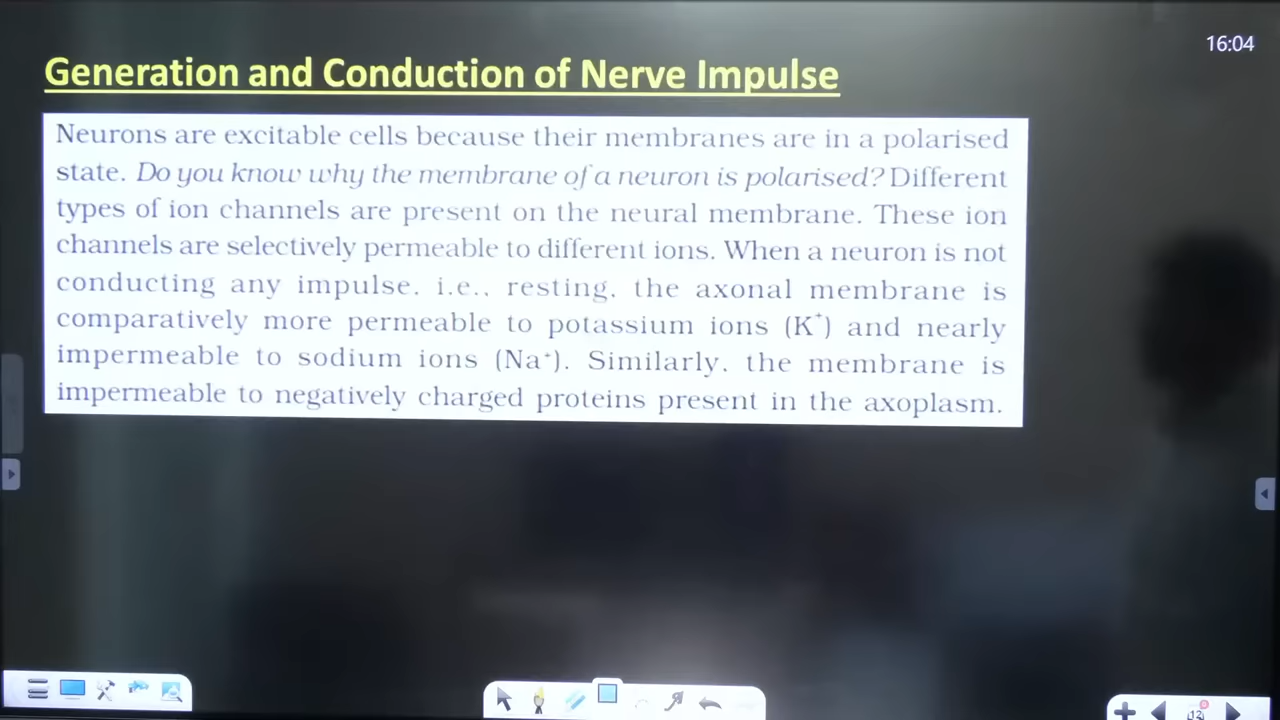 16:04
Generation and Conduction of Nerve Impulse
Neurons are excitable cells because their membranes are in a polarised
state. Do you know why the membrane of a neuron is polarised? Different
types of ion channels are present on the neural membrane. These ion
channels are selectively permeable to different ions. When a neuron is not
conducting any impulse, i.e., resting, the axonal membrane is
comparatively more permeable to potassium ions (K⁺) and nearly
impermeable to sodium ions (Na⁺). Similarly, the membrane is
impermeable to negatively charged proteins present in the axoplasm.
12